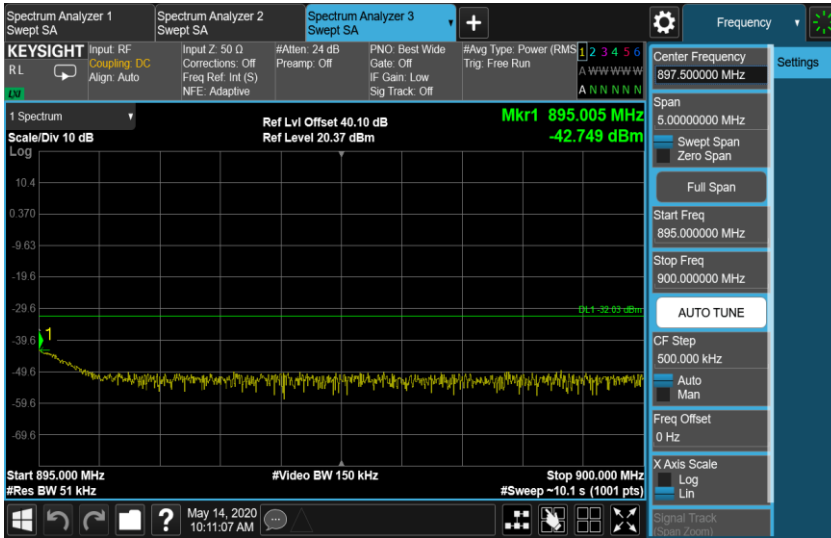 Spectrum Analyzer 1
Swept SA
Spectrum Analyzer 2
Swept SA
Spectrum Analyzer 3
Swept SA
Frequency
KEYSIGHT
RL
LXI
Input: RF
Coupling: DC
Align: Auto
Input Z: 50 Ω
Corrections: Off
Freq Ref: Int (S)
NFE: Adaptive
#Atten: 24 dB
Preamp: Off
PNO: Best Wide
Gate: Off
IF Gain: Low
Sig Track: Off
#Avg Type: Power (RMS
Trig: Free Run
1 2 3 4 5 6
A W W W W W
A N N N N N
1 Spectrum
Scale/Div 10 dB
Log
Ref Lvl Offset 40.10 dB
Ref Level 20.37 dBm
Mkr1 895.005 MHz
-42.749 dBm
10.4
0.370
-9.63
-19.6
-29.6
-39.6
-49.6
-59.6
-69.6
DL1 -32.03 dBm
1
Start 895.000 MHz
#Res BW 51 kHz
#Video BW 150 kHz
Stop 900.000 MHz
#Sweep ~10.1 s (1001 pts)
May 14, 2020
10:11:07 AM
Center Frequency
897.500000 MHz
Settings
Span
5.00000000 MHz
Swept Span
Zero Span
Full Span
Start Freq
895.000000 MHz
Stop Freq
900.000000 MHz
AUTO TUNE
CF Step
500.000 kHz
Auto
Man
Freq Offset
0 Hz
X Axis Scale
Log
Lin
Signal Track
(Span Zoom)